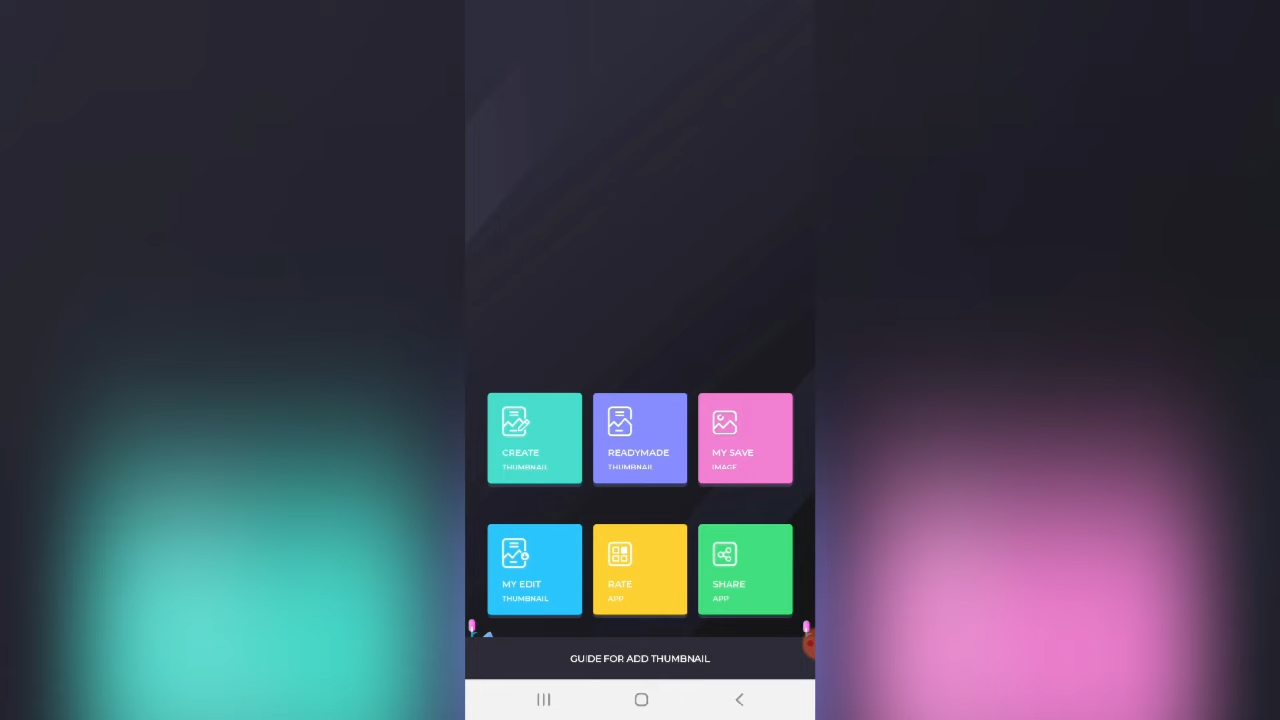 CREATE
THUMBNAIL
READYMADE
THUMBNAIL
MY SAVE
IMAGE
MY EDIT
THUMBNAIL
RATE
APP
SHARE
APP
GUIDE FOR ADD THUMBNAIL